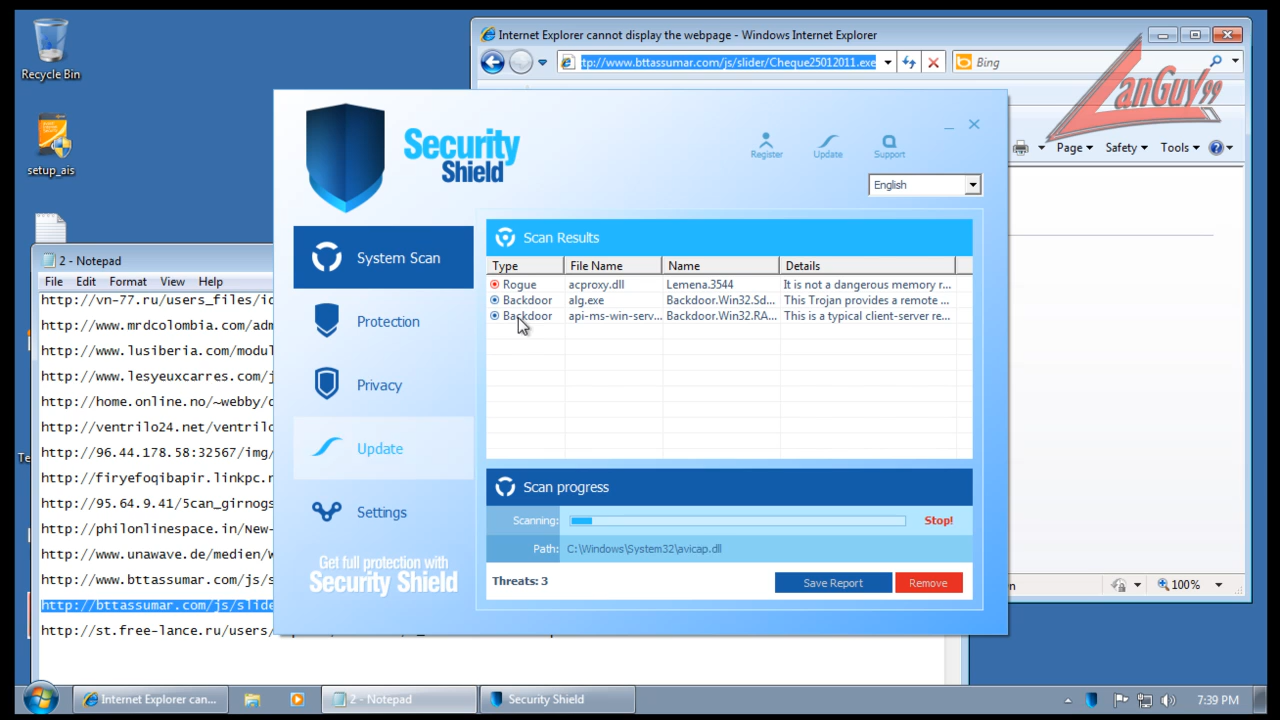 Recycle Bin
setup_ais
Internet Explorer cannot display the webpage - Windows Internet Explorer
tp://www.bttassumar.com/js/slider/Cheque25012011.exe
Bing
anGuy99
Page
Safety
Tools
Security
Shield
Register
Update
Support
English
System Scan
Protection
Privacy
Update
Settings
Get full protection with
Security Shield
Scan Results
Type File Name Name Details
Rogue acproxy.dll Lemena.3544 It is not a dangerous memory r...
Backdoor alg.exe Backdoor.Win32.Sd... This Trojan provides a remote ...
Backdoor api-ms-win-serv... Backdoor.Win32.RA... This is a typical client-server re...
Scan progress
Scanning: Stop!
Path: C:\Windows\System32\avicap.dll
Threats: 3
Save Report
Remove
2 - Notepad
File Edit Format View Help
http://vn-77.ru/users_files/ic
http://www.mrdcolombia.com/adm
http://www.lusiberia.com/modul
http://www.lesyeuxcarres.com/j
http://home.online.no/~webby/c
http://ventrilo24.net/ventrilo
http://96.44.178.58:32567/img/
http://firyefoqibapir.linkpc.n
http://95.64.9.41/5can_girnogs
http://philonlinespace.in/New-
http://www.unawave.de/medien/w
http://www.bttassumar.com/js/s
http://bttassumar.com/js/slide
http://st.free-lance.ru/users/
100%
Internet Explorer can...
2 - Notepad
Security Shield
7:39 PM